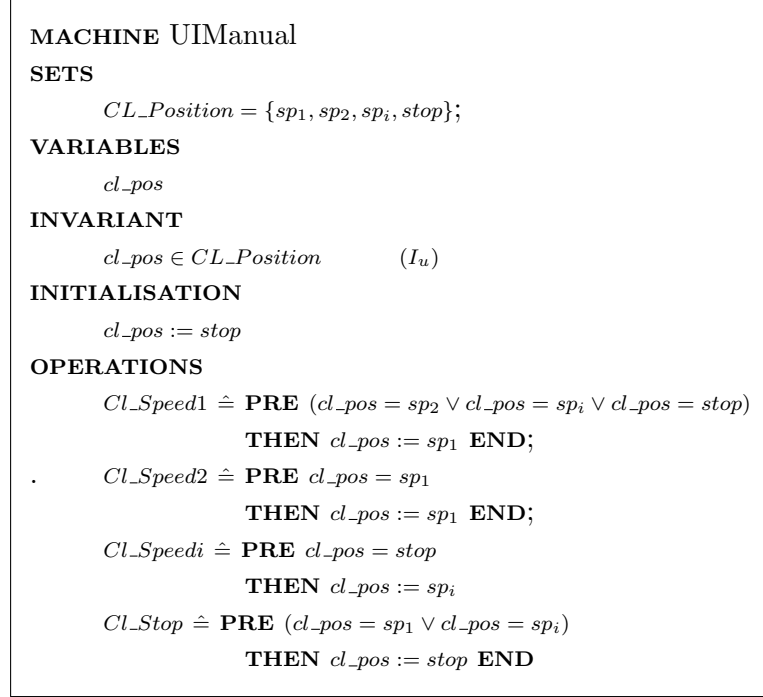 MACHINE UIManual
SETS
CL_Position = {sp₁, sp₂, spᵢ, stop};
VARIABLES
cl_pos
INVARIANT
cl_pos ∈ CL_Position (Iᵤ)
INITIALISATION
cl_pos := stop
OPERATIONS
Cl_Speed1 ≙ PRE (cl_pos = sp₂ ∨ cl_pos = spᵢ ∨ cl_pos = stop)
THEN cl_pos := sp₁ END;
. Cl_Speed2 ≙ PRE cl_pos = sp₁
THEN cl_pos := sp₁ END;
Cl_Speedi ≙ PRE cl_pos = stop
THEN cl_pos := spᵢ
Cl_Stop ≙ PRE (cl_pos = sp₁ ∨ cl_pos = spᵢ)
THEN cl_pos := stop END